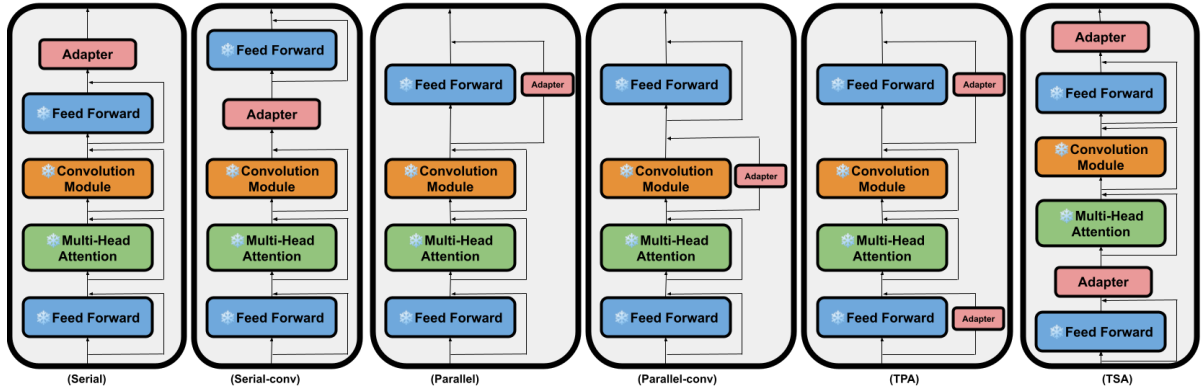 Adapter
Feed Forward
Convolution
Module
Multi-Head
Attention
Feed Forward
(Serial)
Feed Forward
Adapter
Convolution
Module
Multi-Head
Attention
Feed Forward
(Serial-conv)
Feed Forward
Adapter
Convolution
Module
Multi-Head
Attention
Feed Forward
(Parallel)
Feed Forward
Convolution
Module
Adapter
Multi-Head
Attention
Feed Forward
(Parallel-conv)
Feed Forward
Adapter
Convolution
Module
Multi-Head
Attention
Feed Forward
Adapter
(TPA)
Adapter
Feed Forward
Convolution
Module
Multi-Head
Attention
Adapter
Feed Forward
(TSA)